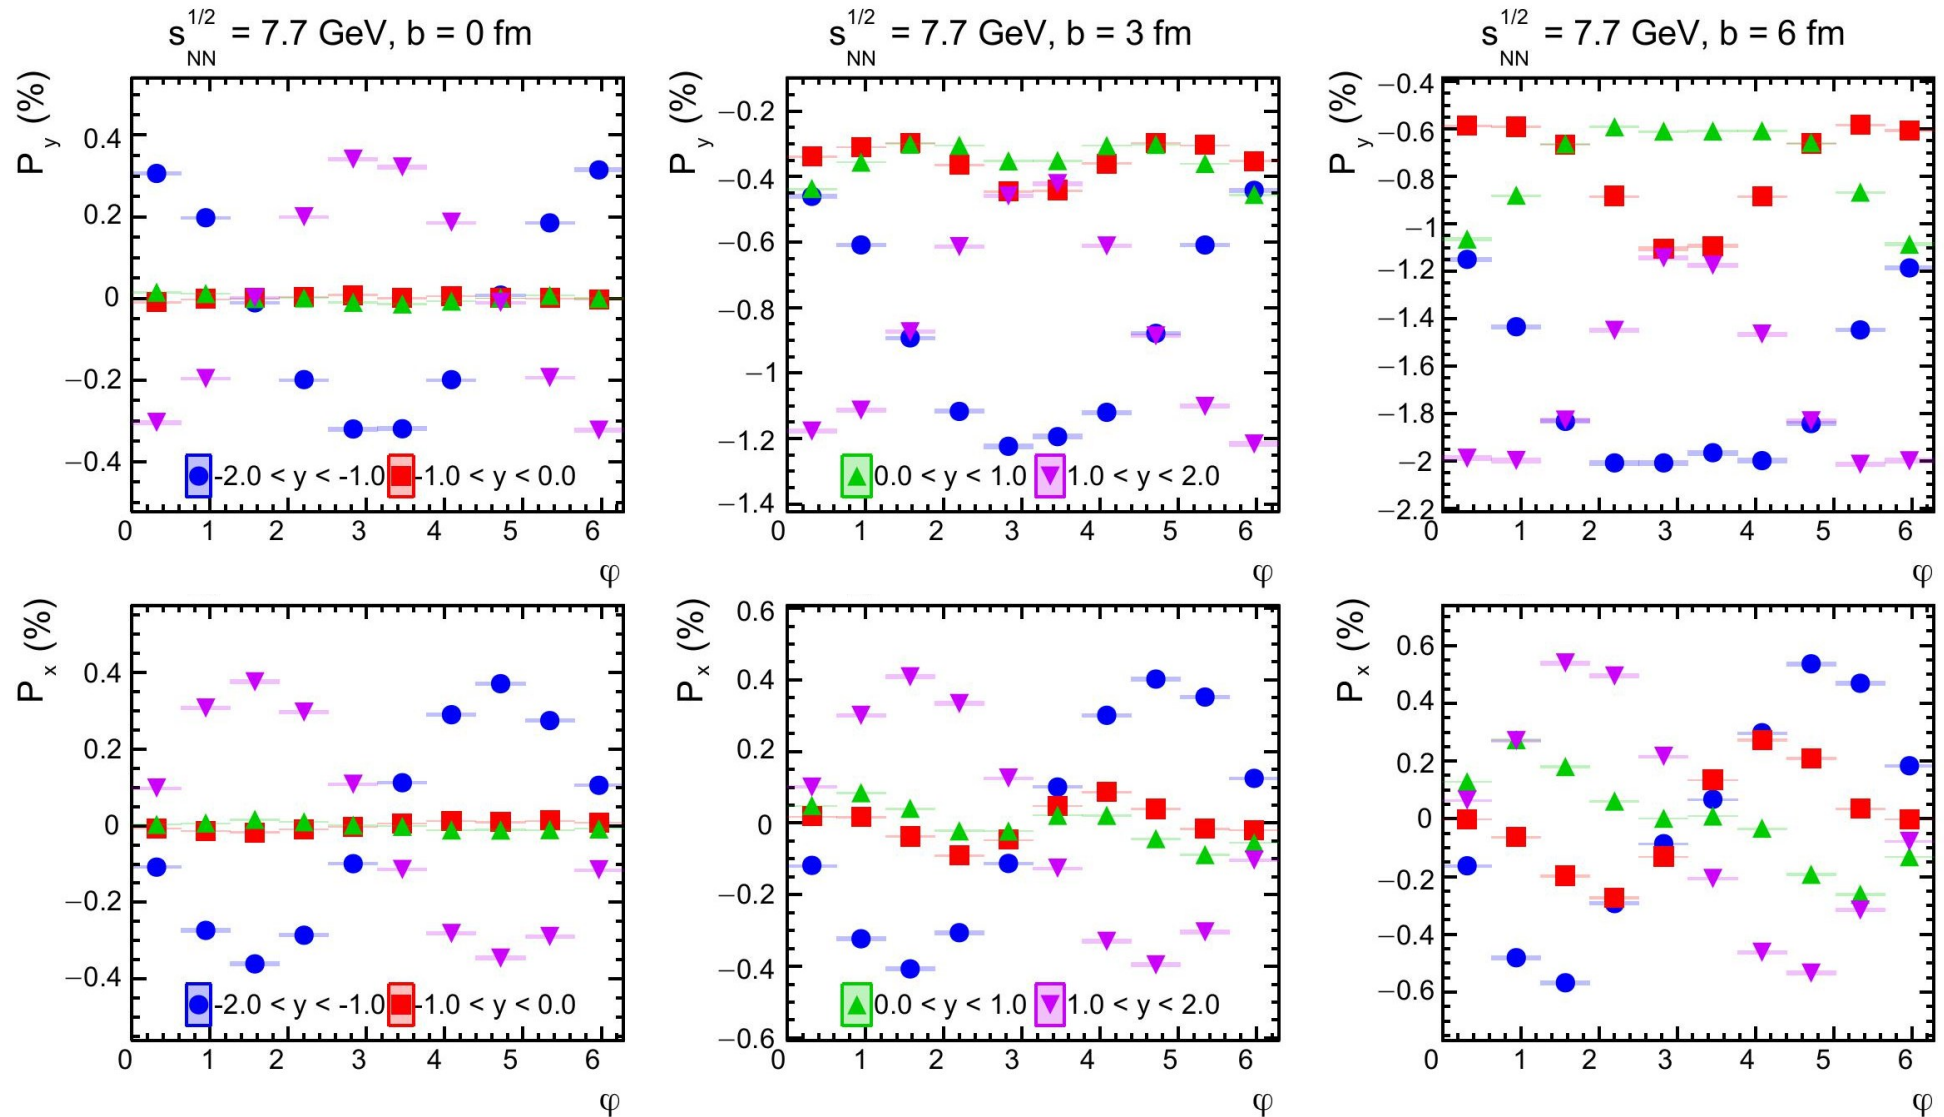 s_NN^1/2 = 7.7 GeV, b = 0 fm
P_y (%)
0.4
0.2
0
−0.2
−0.4
-2.0 < y < -1.0 -1.0 < y < 0.0
0 1 2 3 4 5 6
φ
s_NN^1/2 = 7.7 GeV, b = 3 fm
P_y (%)
−0.2
−0.4
−0.6
−0.8
−1
−1.2
−1.4
0.0 < y < 1.0 1.0 < y < 2.0
0 1 2 3 4 5 6
φ
s_NN^1/2 = 7.7 GeV, b = 6 fm
P_y (%)
−0.4
−0.6
−0.8
−1
−1.2
−1.4
−1.6
−1.8
−2
−2.2
0 1 2 3 4 5 6
φ
P_x (%)
0.4
0.2
0
−0.2
−0.4
-2.0 < y < -1.0 -1.0 < y < 0.0
0 1 2 3 4 5 6
φ
P_x (%)
0.6
0.4
0.2
0
−0.2
−0.4
−0.6
0.0 < y < 1.0 1.0 < y < 2.0
0 1 2 3 4 5 6
φ
P_x (%)
0.6
0.4
0.2
0
−0.2
−0.4
−0.6
0 1 2 3 4 5 6
φ